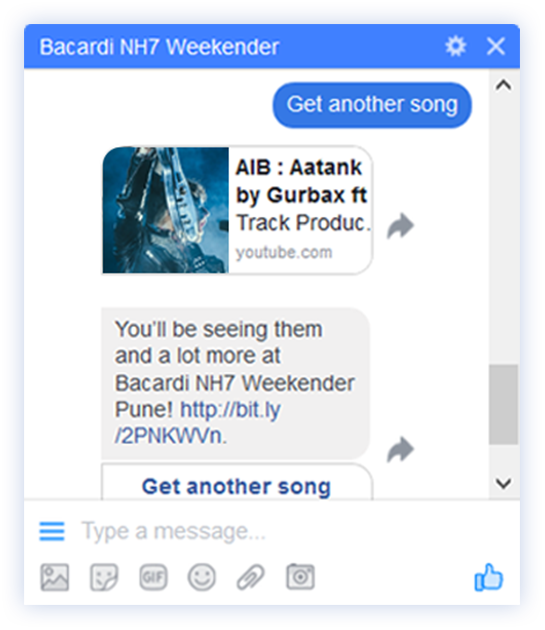 Bacardi NH7 Weekender
Get another song
AIB : Aatank
by Gurbax ft
Track Produc.
youtube.com
You'll be seeing them
and a lot more at
Bacardi NH7 Weekender
Pune! http://bit.ly
/2PNKWVn.
Get another song
Type a message...
GIF